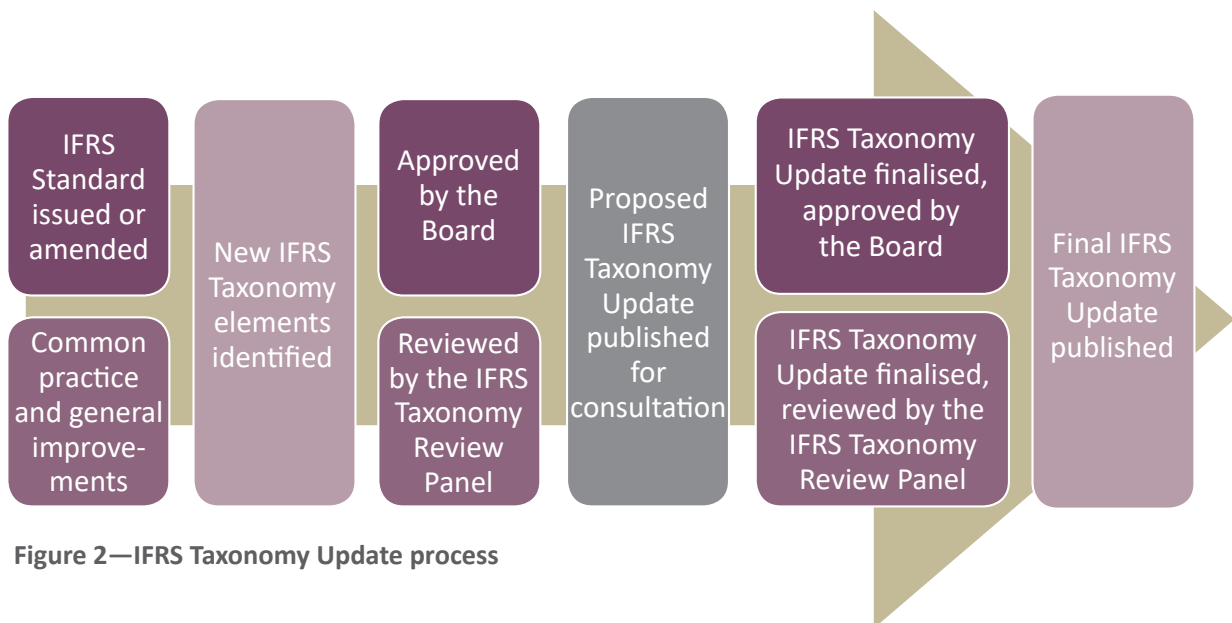 IFRS
Standard
issued or
amended
Common
practice
and general
improve-
ments
New IFRS
Taxonomy
elements
identified
Approved
by the
Board
Reviewed
by the IFRS
Taxonomy
Review
Panel
Proposed
IFRS
Taxonomy
Update
published
for
consultation
IFRS Taxonomy
Update finalised,
approved by
the Board
IFRS Taxonomy
Update finalised,
reviewed by the
IFRS Taxonomy
Review Panel
Final IFRS
Taxonomy
Update
published
Figure 2—IFRS Taxonomy Update process